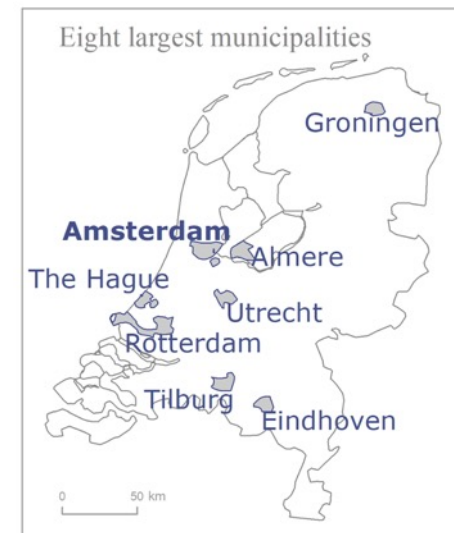 Eight largest municipalities
Groningen
Amsterdam
Almere
The Hague
Utrecht
Rotterdam
Tilburg
Eindhoven
0 50 km